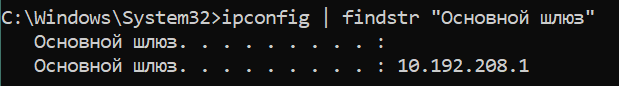 C:\Windows\System32>ipconfig | findstr "Основной шлюз"
Основной шлюз. . . . . . . . . :
Основной шлюз. . . . . . . . . : 10.192.208.1